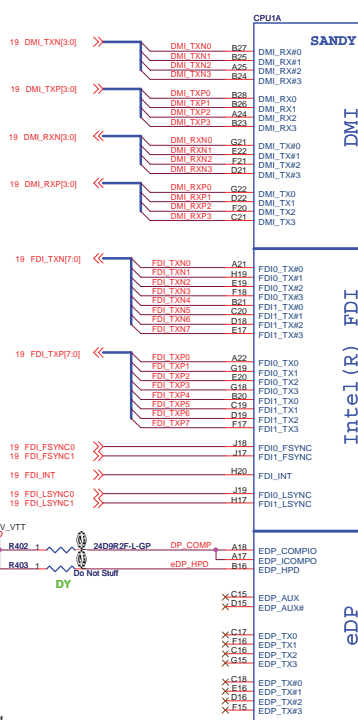 CPU1A
SANDY
19 DMI_TXN[3:0]
DMI_TXN0 B27 DMI_RX#0
DMI_TXN1 B25 DMI_RX#1
DMI_TXN2 A25 DMI_RX#2
DMI_TXN3 B24 DMI_RX#3
19 DMI_TXP[3:0]
DMI_TXP0 B28 DMI_RX0
DMI_TXP1 B26 DMI_RX1
DMI_TXP2 A24 DMI_RX2
DMI_TXP3 B23 DMI_RX3
DMI
19 DMI_RXN[3:0]
DMI_RXN0 G21 DMI_TX#0
DMI_RXN1 E22 DMI_TX#1
DMI_RXN2 F21 DMI_TX#2
DMI_RXN3 D21 DMI_TX#3
19 DMI_RXP[3:0]
DMI_RXP0 G22 DMI_TX0
DMI_RXP1 D22 DMI_TX1
DMI_RXP2 F20 DMI_TX2
DMI_RXP3 C21 DMI_TX3
19 FDI_TXN[7:0]
FDI_TXN0 A21 FDI0_TX#0
FDI_TXN1 H19 FDI0_TX#1
FDI_TXN2 E19 FDI0_TX#2
FDI_TXN3 F18 FDI0_TX#3
FDI_TXN4 B21 FDI1_TX#0
FDI_TXN5 C20 FDI1_TX#1
FDI_TXN6 D18 FDI1_TX#2
FDI_TXN7 E17 FDI1_TX#3
Intel(R) FDI
19 FDI_TXP[7:0]
FDI_TXP0 A22 FDI0_TX0
FDI_TXP1 G19 FDI0_TX1
FDI_TXP2 E20 FDI0_TX2
FDI_TXP3 G18 FDI0_TX3
FDI_TXP4 B20 FDI1_TX0
FDI_TXP5 C19 FDI1_TX1
FDI_TXP6 D19 FDI1_TX2
FDI_TXP7 F17 FDI1_TX3
19 FDI_FSYNC0 J18 FDI0_FSYNC
19 FDI_FSYNC1 J17 FDI1_FSYNC
19 FDI_INT H20 FDI_INT
19 FDI_LSYNC0 J19 FDI0_LSYNC
19 FDI_LSYNC1 H17 FDI1_LSYNC
V_VTT
R402 1 24D9R2F-L-GP DP_COMP A18 EDP_COMPIO
A17 EDP_ICOMPO
R403 1 Do Not Stuff eDP_HPD B16 EDP_HPD
DY
C15 EDP_AUX
D15 EDP_AUX#
eDP
C17 EDP_TX0
F16 EDP_TX1
C16 EDP_TX2
G15 EDP_TX3
C18 EDP_TX#0
E16 EDP_TX#1
D16 EDP_TX#2
F15 EDP_TX#3